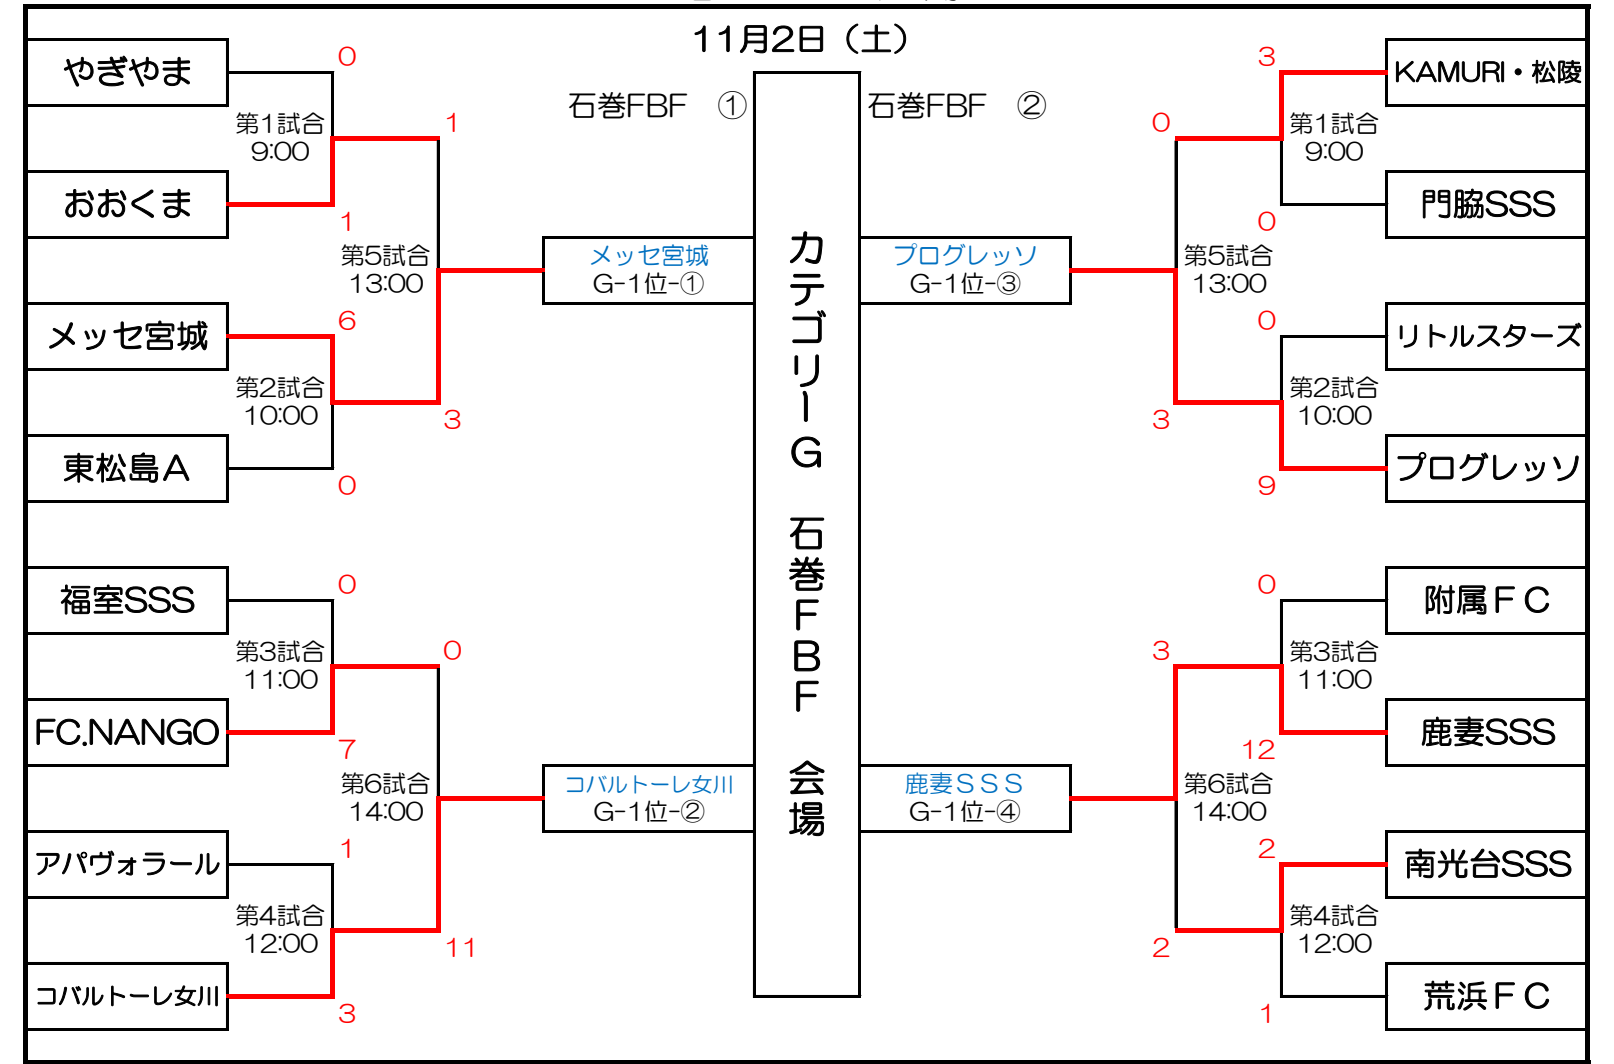 11月2日（土）
石巻FBF　①
石巻FBF　②
カテゴリーG　石巻FBF　会場
やぎやま
0
第1試合
9:00
1
おおくま
1
第5試合
13:00
メッセ宮城
G-1位-①
メッセ宮城
6
第2試合
10:00
3
東松島A
0
福室SSS
0
第3試合
11:00
0
FC.NANGO
7
第6試合
14:00
コバルトーレ女川
G-1位-②
アパヴォラール
1
第4試合
12:00
11
コバルトーレ女川
3
3
KAMURI・松陵
0
第1試合
9:00
門脇SSS
0
プログレッソ
G-1位-③
第5試合
13:00
0
リトルスターズ
第2試合
10:00
3
9
プログレッソ
0
附属FC
3
第3試合
11:00
12
鹿妻SSS
鹿妻SSS
G-1位-④
第6試合
14:00
2
南光台SSS
第4試合
12:00
2
1
荒浜FC